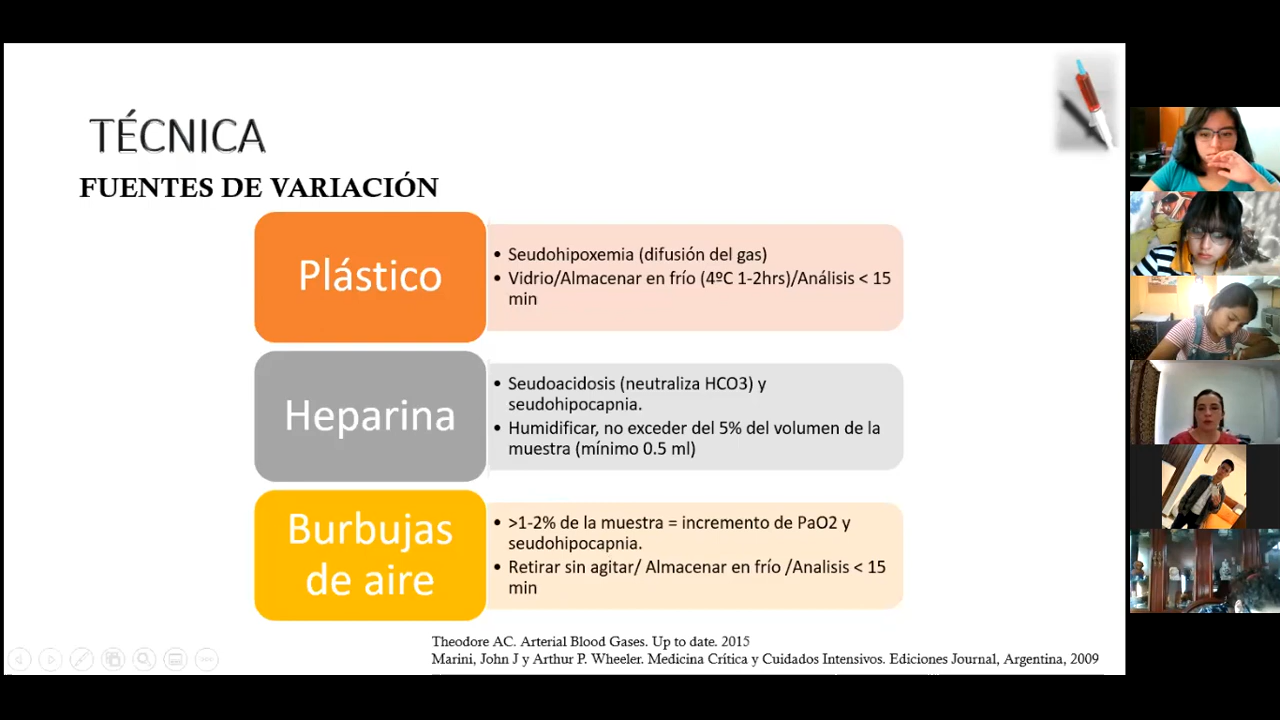 TÉCNICA
FUENTES DE VARIACIÓN
Plástico
• Seudohipoxemia (difusión del gas)
• Vidrio/Almacenar en frío (4ºC 1-2hrs)/Análisis < 15
min
Heparina
• Seudoacidosis (neutraliza HCO3) y
seudohipocapnia.
• Humidificar, no exceder del 5% del volumen de la
muestra (mínimo 0.5 ml)
Burbujas
de aire
• >1-2% de la muestra = incremento de PaO2 y
seudohipocapnia.
• Retirar sin agitar/ Almacenar en frío /Analisis < 15
min
Theodore AC. Arterial Blood Gases. Up to date. 2015
Marini, John J y Arthur P. Wheeler. Medicina Crítica y Cuidados Intensivos. Ediciones Journal, Argentina, 2009